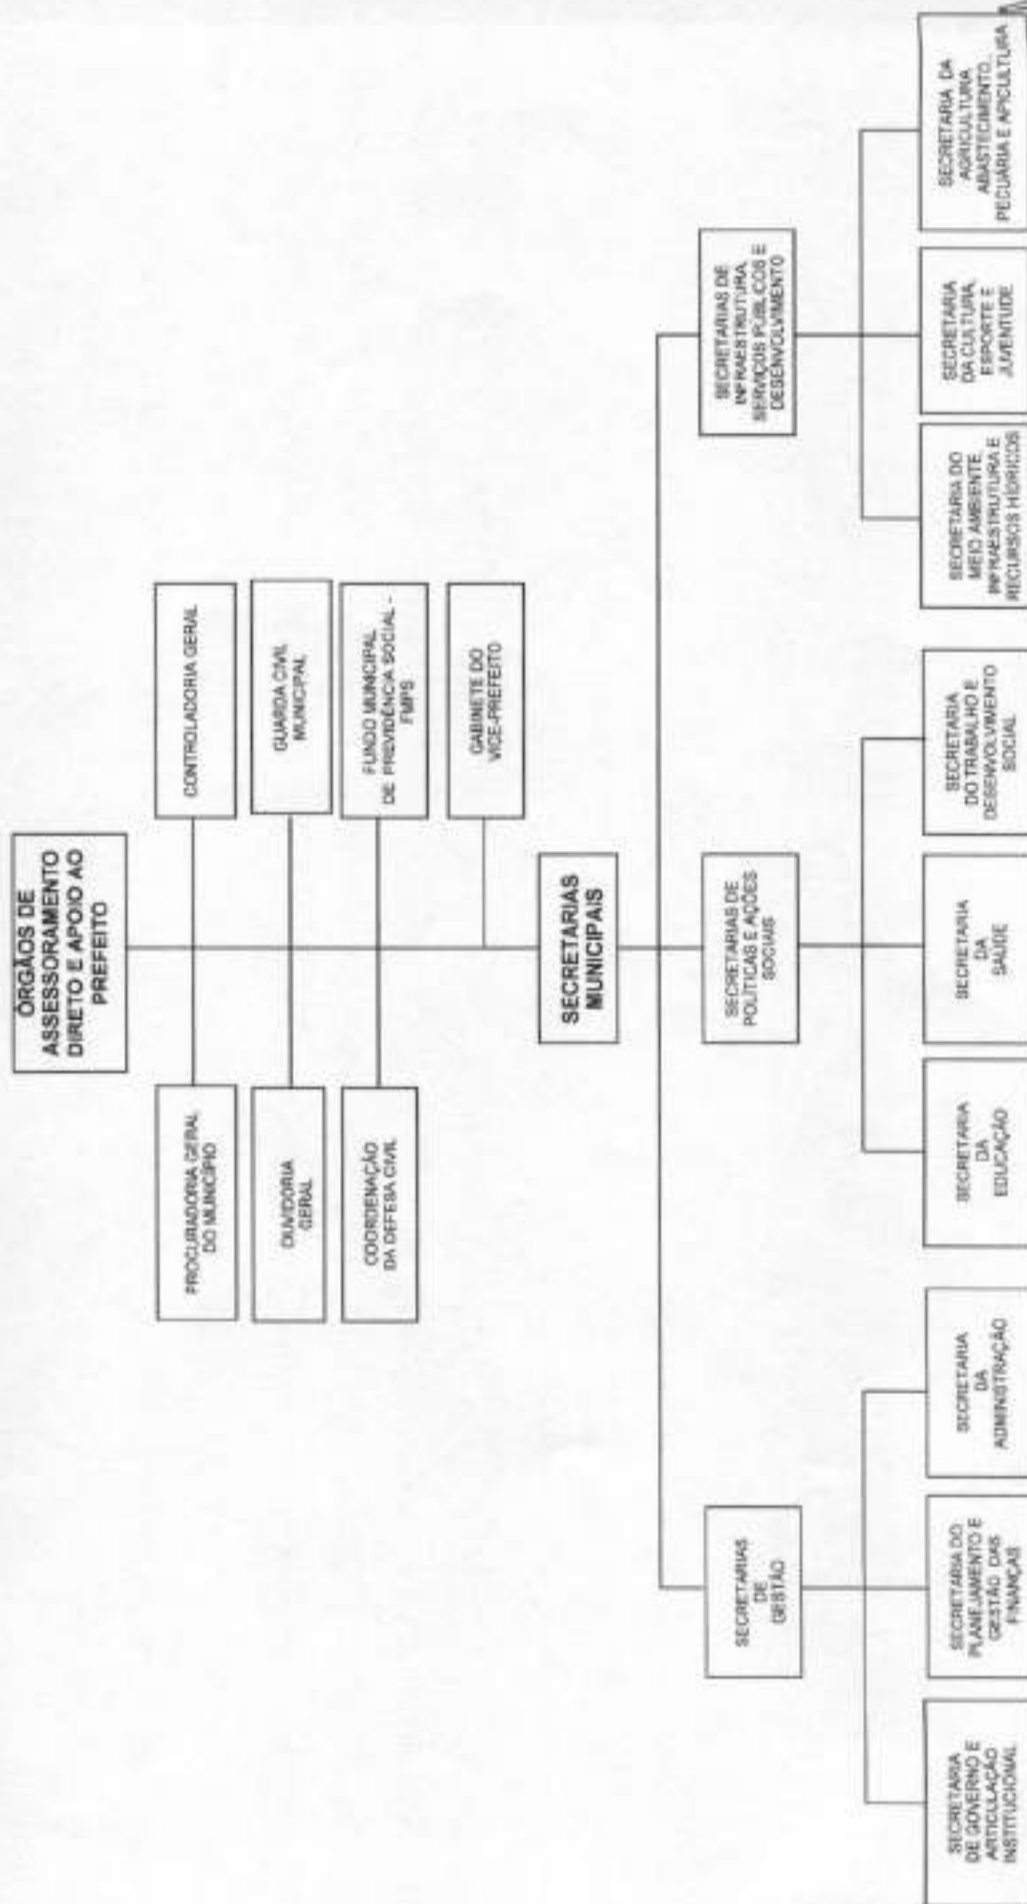 ÓRGÃOS DE
ASSESSORAMENTO
DIRETO E APOIO AO
PREFEITO
PROCURADORIA GERAL
DO MUNICÍPIO
CONTROLADORIA GERAL
OUVIDORIA
GERAL
GUARDA CIVIL
MUNICIPAL
COORDENAÇÃO
DA DEFESA CIVIL
FUNDO MUNICIPAL
DE PREVIDÊNCIA SOCIAL -
FMPS
GABINETE DO
VICE-PREFEITO
SECRETARIAS
MUNICIPAIS
SECRETARIAS
DE
GESTÃO
SECRETARIAS DE
POLÍTICAS E AÇÕES
SOCIAIS
SECRETARIAS DE
INFRAESTRUTURA,
SERVIÇOS PÚBLICOS E
DESENVOLVIMENTO
SECRETARIA
DE GOVERNO E
ARTICULAÇÃO
INSTITUCIONAL
SECRETARIA DO
PLANEJAMENTO E
GESTÃO DAS
FINANÇAS
SECRETARIA
DA
ADMINISTRAÇÃO
SECRETARIA
DA
EDUCAÇÃO
SECRETARIA
DA
SAÚDE
SECRETARIA
DO TRABALHO E
DESENVOLVIMENTO
SOCIAL
SECRETARIA DO
MEIO AMBIENTE,
INFRAESTRUTURA E
RECURSOS HÍDRICOS
SECRETARIA
DA CULTURA,
ESPORTE E
JUVENTUDE
SECRETARIA DA
AGRICULTURA
ABASTECIMENTO,
PECUÁRIA E APICULTURA